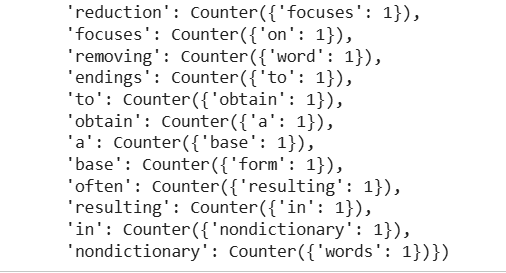 'reduction': Counter({'focuses': 1}),
'focuses': Counter({'on': 1}),
'removing': Counter({'word': 1}),
'endings': Counter({'to': 1}),
'to': Counter({'obtain': 1}),
'obtain': Counter({'a': 1}),
'a': Counter({'base': 1}),
'base': Counter({'form': 1}),
'often': Counter({'resulting': 1}),
'resulting': Counter({'in': 1}),
'in': Counter({'nondictionary': 1}),
'nondictionary': Counter({'words': 1})})